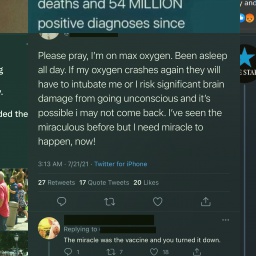 deaths and 54 MILLION
positive diagnoses since
Please pray, I'm on max oxygen. Been asleep
all day. If my oxygen crashes again they will
have to intubate me or I risk significant brain
damage from going unconscious and it's
possible i may not come back. I've seen the
miraculous before but I need miracle to
happen, now!
3:13 AM · 7/21/21 · Twitter for iPhone
27 Retweets 17 Quote Tweets 20 Likes
Replying to
The miracle was the vaccine and you turned it down.
1 7 18
ded the
y and
E STA